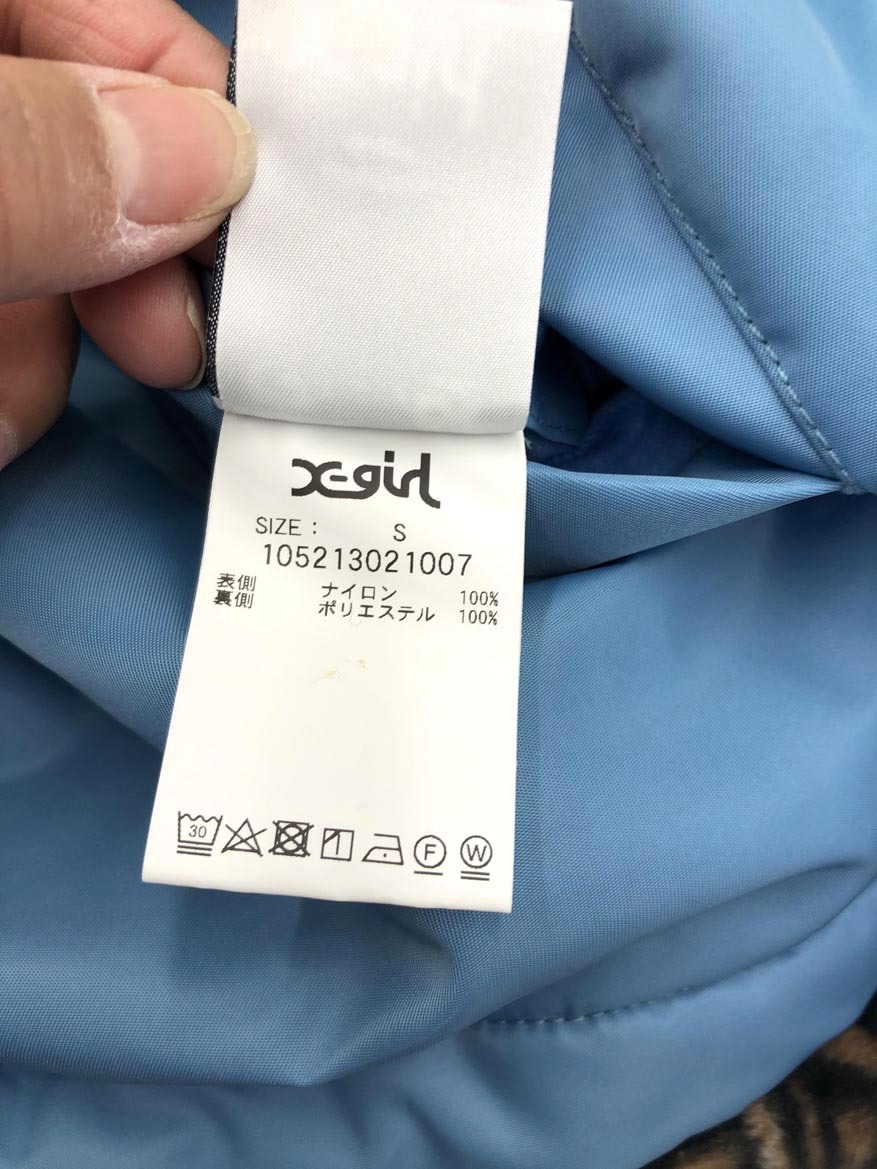 X-girl
SIZE : S
105213021007
表側 ナイロン 100%
裏側 ポリエステル 100%
30
F W